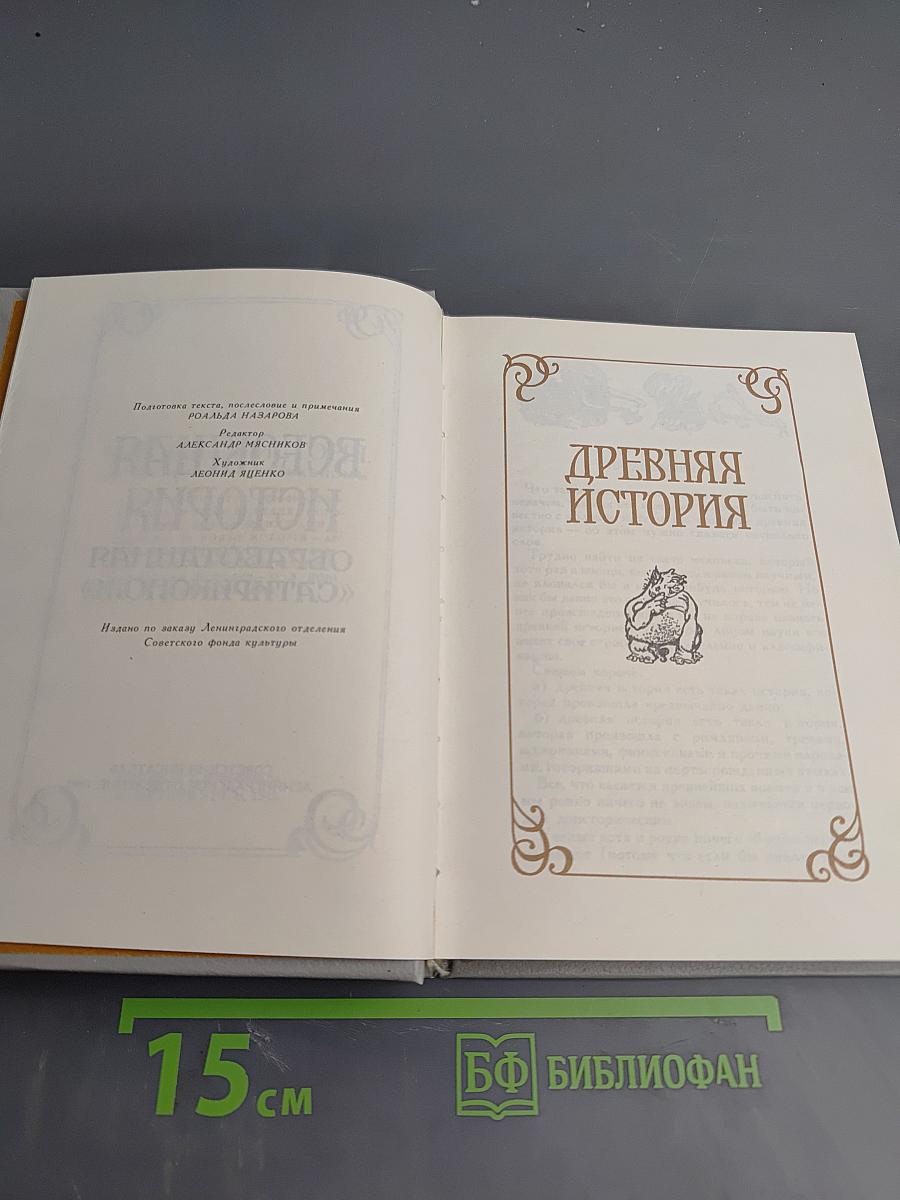 Подготовка текста, послесловие и примечания
РОАЛЬДА НАЗАРОВА
Редактор
АЛЕКСАНДР МЯСНИКОВ
Художник
ЛЕОНИД ЯЦЕНКО
Издано по заказу Ленинградского отделения
Советского фонда культуры
ДРЕВНЯЯ
ИСТОРИЯ
15 см
БФ БИБЛИОФАН